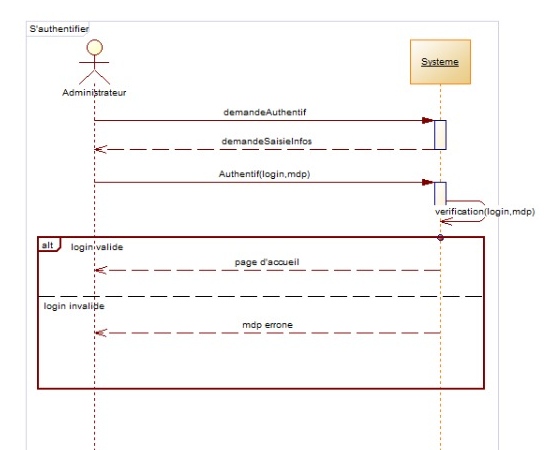 S'authentifier
Systeme
Administrateur
demandeAuthentif
demandeSaisieInfos
Authentif(login,mdp)
verification(login,mdp)
alt
login valide
page d'accueil
login invalide
mdp errone